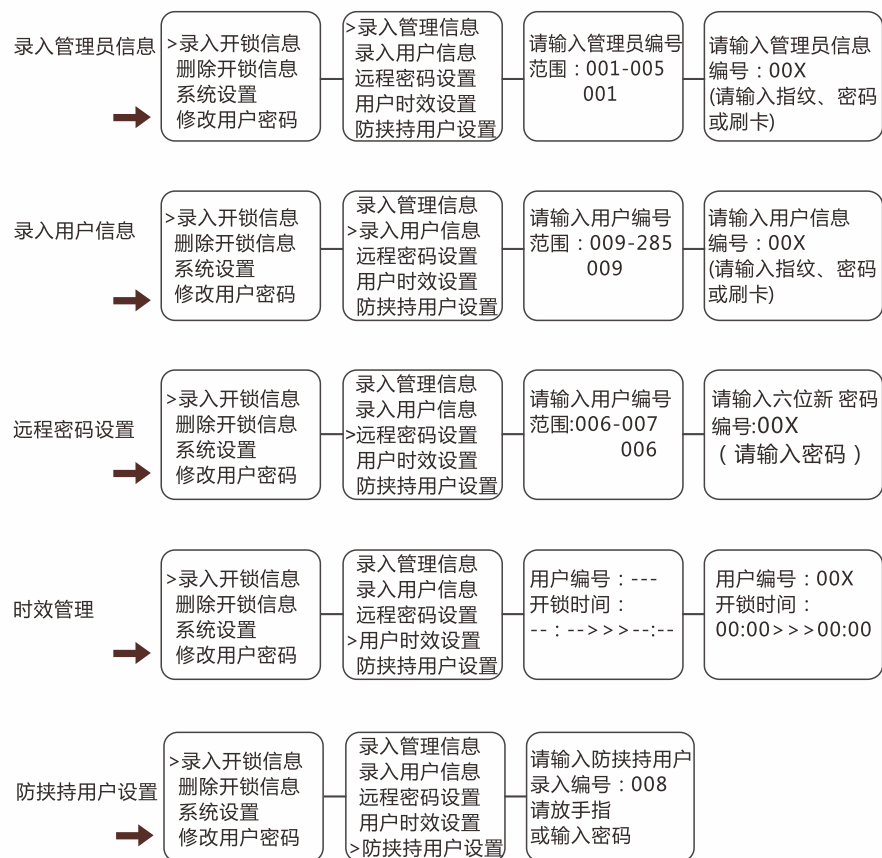 录入管理员信息
>录入开锁信息
删除开锁信息
系统设置
修改用户密码
>录入管理信息
录入用户信息
远程密码设置
用户时效设置
防挟持用户设置
请输入管理员编号
范围：001-005
001
请输入管理员信息
编号：00X
(请输入指纹、密码
或刷卡)
录入用户信息
>录入开锁信息
删除开锁信息
系统设置
修改用户密码
录入管理信息
>录入用户信息
远程密码设置
用户时效设置
防挟持用户设置
请输入用户编号
范围：009-285
009
请输入用户信息
编号：00X
(请输入指纹、密码
或刷卡)
远程密码设置
>录入开锁信息
删除开锁信息
系统设置
修改用户密码
录入管理信息
录入用户信息
>远程密码设置
用户时效设置
防挟持用户设置
请输入用户编号
范围:006-007
006
请输入六位新 密码
编号:00X
（请输入密码）
时效管理
>录入开锁信息
删除开锁信息
系统设置
修改用户密码
录入管理信息
录入用户信息
远程密码设置
>用户时效设置
防挟持用户设置
用户编号：---
开锁时间：
--：-->>>--:--
用户编号：00X
开锁时间：
00:00>>>00:00
防挟持用户设置
>录入开锁信息
删除开锁信息
系统设置
修改用户密码
录入管理信息
录入用户信息
远程密码设置
用户时效设置
>防挟持用户设置
请输入防挟持用户
录入编号：008
请放手指
或输入密码